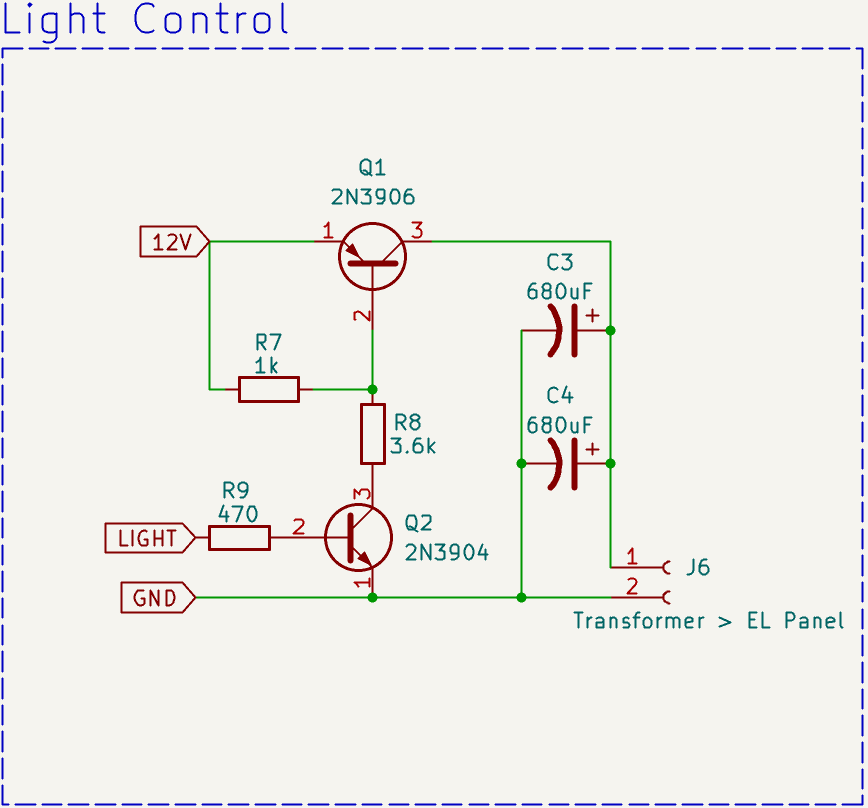 Light Control
Q1
2N3906
12V
1
3
2
C3
680uF
+
R7
1k
C4
680uF
+
R8
3.6k
R9
470
3
LIGHT
2
Q2
2N3904
1
GND
1
J6
2
Transformer > EL Panel